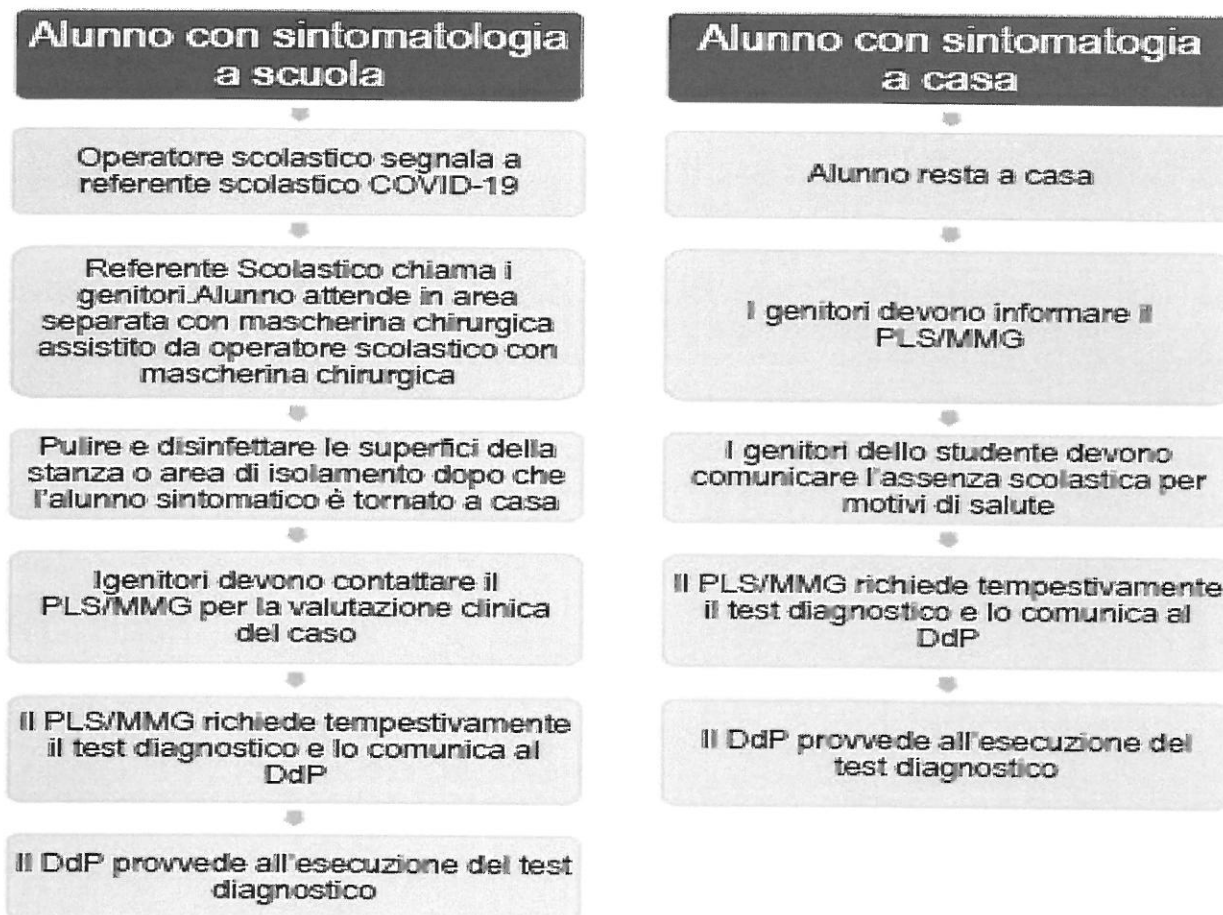 Alunno con sintomatologia
a scuola
Operatore scolastico segnala a
referente scolastico COVID-19
Referente Scolastico chiama i
genitori.Alunno attende in area
separata con mascherina chirurgica
assistito da operatore scolastico con
mascherina chirurgica
Pulire e disinfettare le superfici della
stanza o area di isolamento dopo che
l'alunno sintomatico è tornato a casa
Igenitori devono contattare il
PLS/MMG per la valutazione clinica
del caso
Il PLS/MMG richiede tempestivamente
il test diagnostico e lo comunica al
DdP
Il DdP provvede all'esecuzione del test
diagnostico
Alunno con sintomatogia
a casa
Alunno resta a casa
I genitori devono informare il
PLS/MMG
I genitori dello studente devono
comunicare l'assenza scolastica per
motivi di salute
Il PLS/MMG richiede tempestivamente
il test diagnostico e lo comunica al
DdP
Il DdP provvede all'esecuzione del
test diagnostico